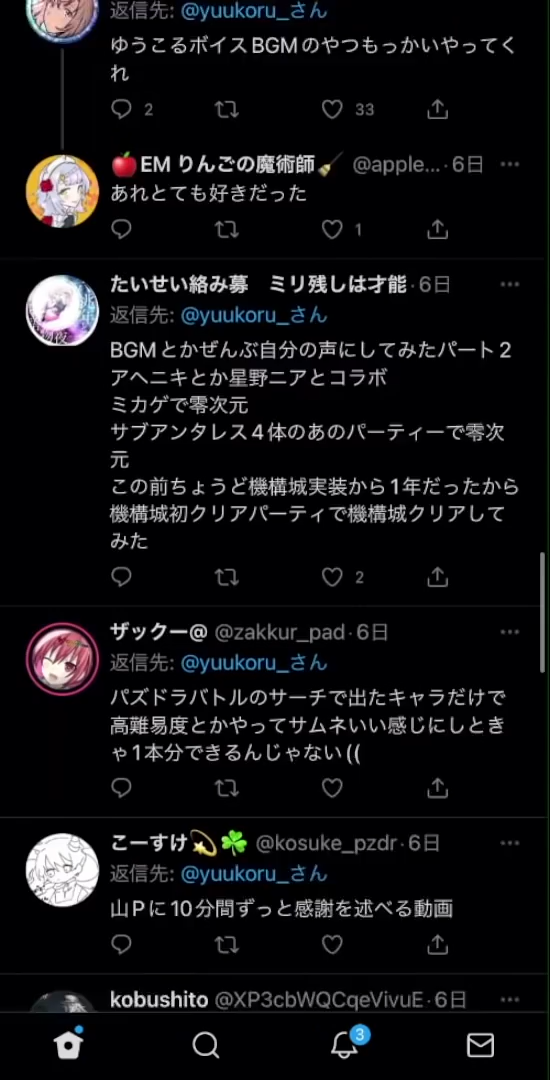 返信先: @yuukoru_さん
ゆうこるボイスBGMのやつもっかいやってく
れ
2 33
🍎EM りんごの魔術師🧹 @apple... · 6日
あれとても好きだった
1
たいせい絡み募　ミリ残しは才能 · 6日
返信先: @yuukoru_さん
BGMとかぜんぶ自分の声にしてみたパート2
アヘニキとか星野ニアとコラボ
ミカゲで零次元
サブアンタレス4体のあのパーティーで零次
元
この前ちょうど機構城実装から1年だったから
機構城初クリアパーティで機構城クリアして
みた
2
ザックー@ @zakkur_pad · 6日
返信先: @yuukoru_さん
パズドラバトルのサーチで出たキャラだけで
高難易度とかやってサムネいい感じにしとき
ゃ1本分できるんじゃない((
こーすけ💫☘️ @kosuke_pzdr · 6日
返信先: @yuukoru_さん
山Pに10分間ずっと感謝を述べる動画
kobushito @XP3cbWQCqeVivuE · 6日
3